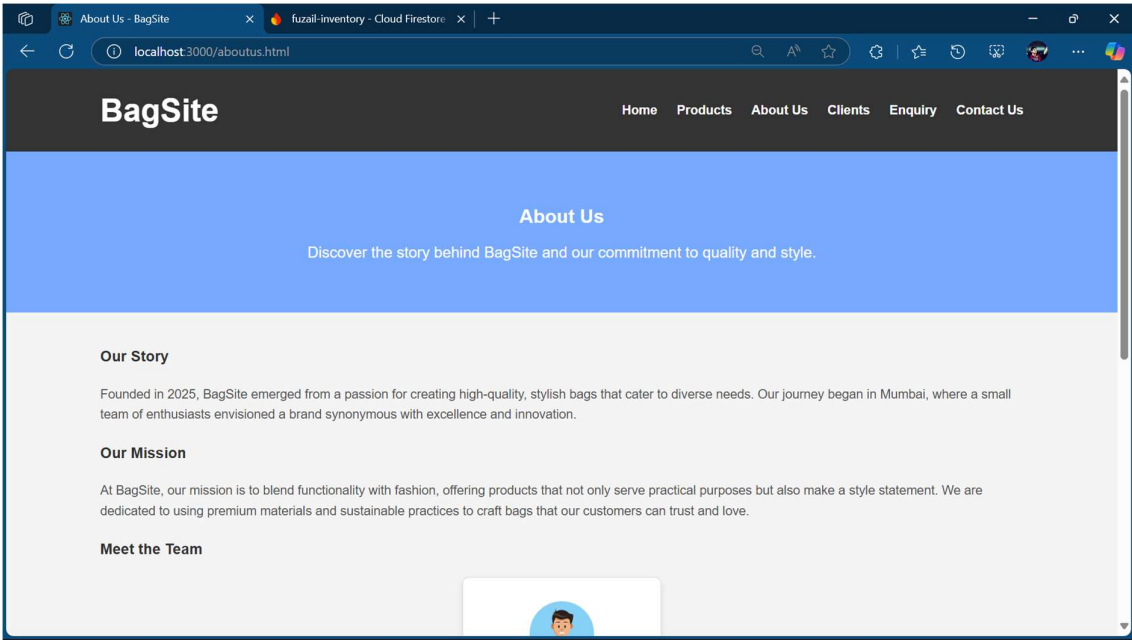 About Us - BagSite
fuzail-inventory - Cloud Firestore
localhost:3000/aboutus.html
BagSite
Home Products About Us Clients Enquiry Contact Us
About Us
Discover the story behind BagSite and our commitment to quality and style.
Our Story
Founded in 2025, BagSite emerged from a passion for creating high-quality, stylish bags that cater to diverse needs. Our journey began in Mumbai, where a small
team of enthusiasts envisioned a brand synonymous with excellence and innovation.
Our Mission
At BagSite, our mission is to blend functionality with fashion, offering products that not only serve practical purposes but also make a style statement. We are
dedicated to using premium materials and sustainable practices to craft bags that our customers can trust and love.
Meet the Team